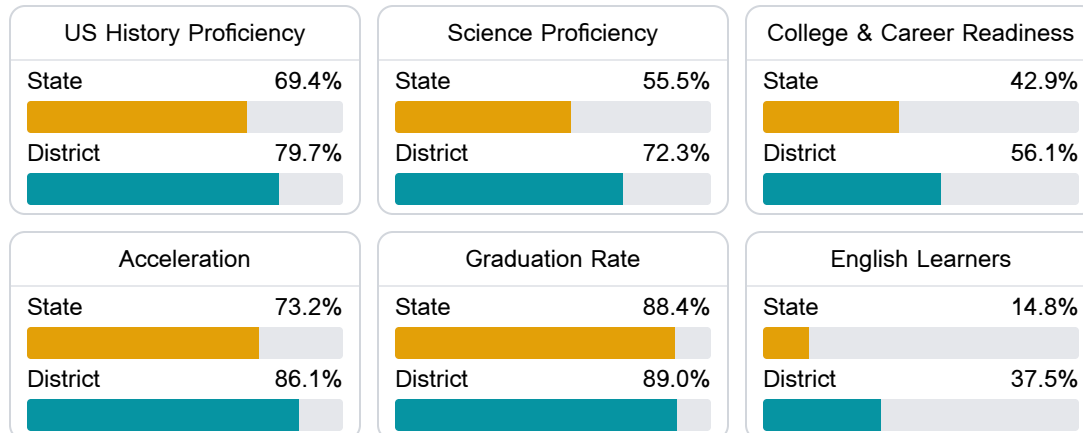 US History Proficiency
State 69.4%
District 79.7%
Science Proficiency
State 55.5%
District 72.3%
College & Career Readiness
State 42.9%
District 56.1%
Acceleration
State 73.2%
District 86.1%
Graduation Rate
State 88.4%
District 89.0%
English Learners
State 14.8%
District 37.5%